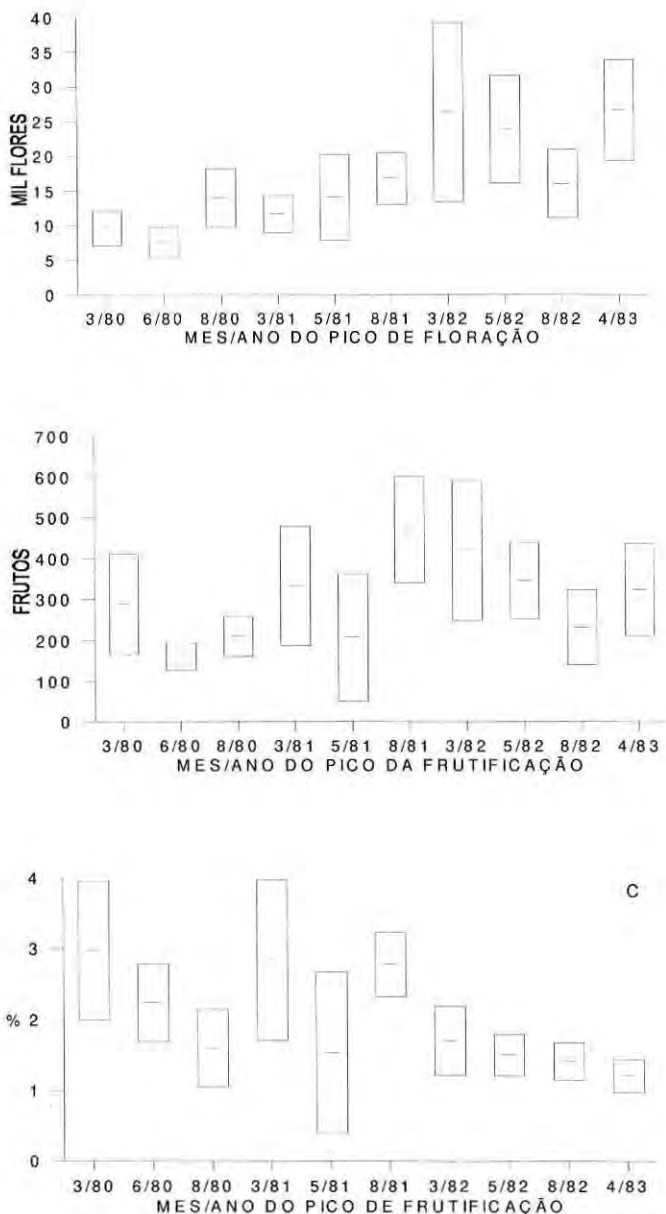 40
35
30
25
20
15
10
5
0
MIL FLORES
3/80 6/80 8/80 3/81 5/81 8/81 3/82 5/82 8/82 4/83
MES/ANO DO PICO DE FLORAÇÃO
700
600
500
400
300
200
100
0
FRUTOS
3/80 6/80 8/80 3/81 5/81 8/81 3/82 5/82 8/82 4/83
MES/ANO DO PICO DA FRUTIFICAÇÃO
C
4
3
% 2
1
0
3/80 6/80 8/80 3/81 5/81 8/81 3/82 5/82 8/82 4/83
MES/ANO DO PICO DE FRUTIFICAÇÃO